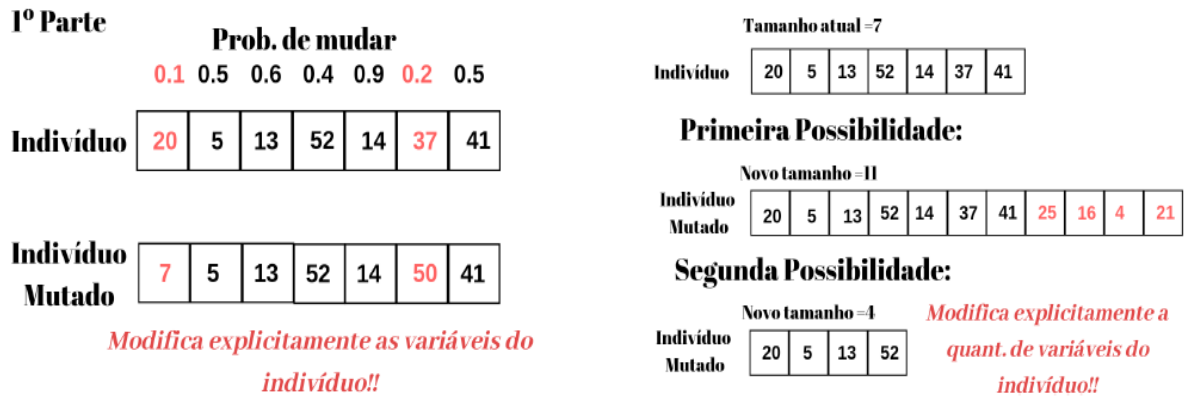 1º Parte
Prob. de mudar
0.1 0.5 0.6 0.4 0.9 0.2 0.5
Indivíduo 20 5 13 52 14 37 41
Indivíduo
Mutado
7 5 13 52 14 50 41
Modifica explicitamente as variáveis do
indivíduo!!
Tamanho atual =7
Indivíduo 20 5 13 52 14 37 41
Primeira Possibilidade:
Novo tamanho =11
Indivíduo
Mutado
20 5 13 52 14 37 41 25 16 4 21
Segunda Possibilidade:
Novo tamanho =4
Indivíduo
Mutado
20 5 13 52
Modifica explicitamente a
quant. de variáveis do
indivíduo!!